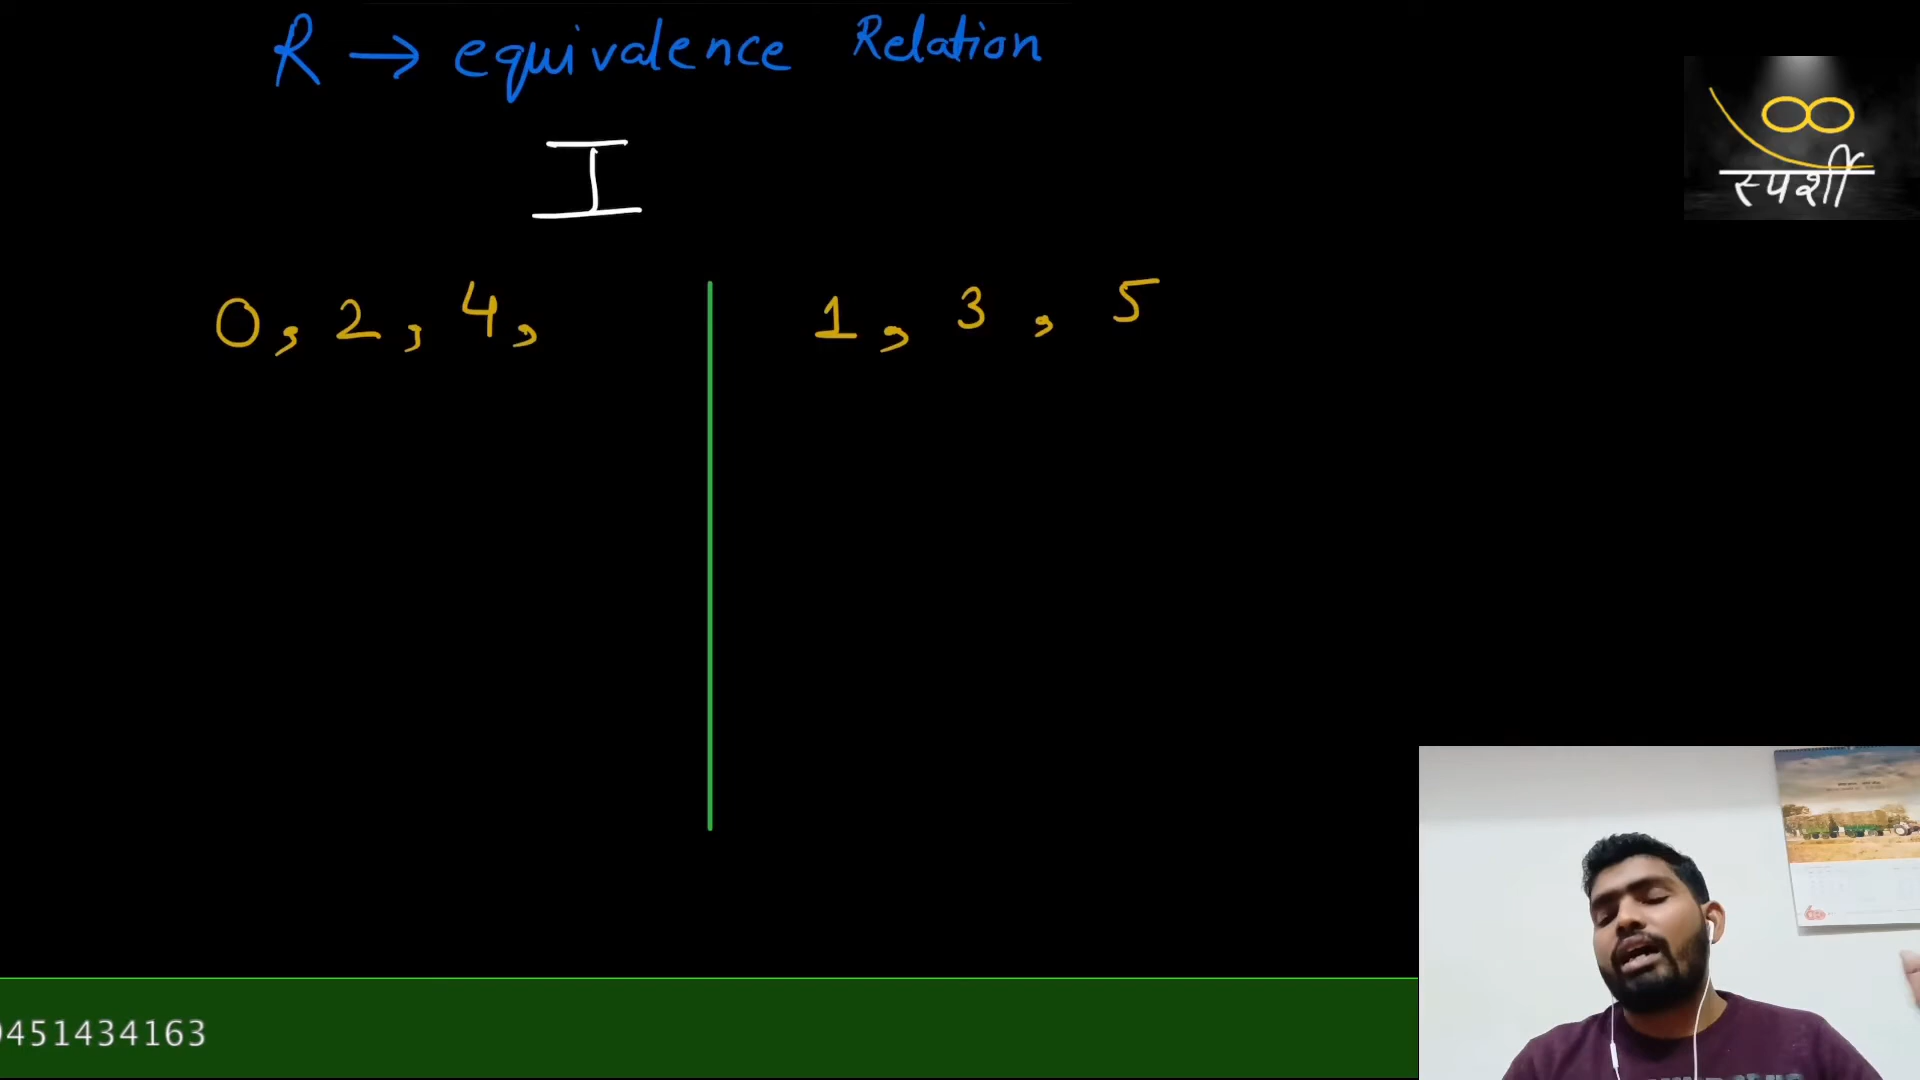 R → equivalence Relation
I
0, 2, 4,
1, 3, 5
स्पर्शी
451434163